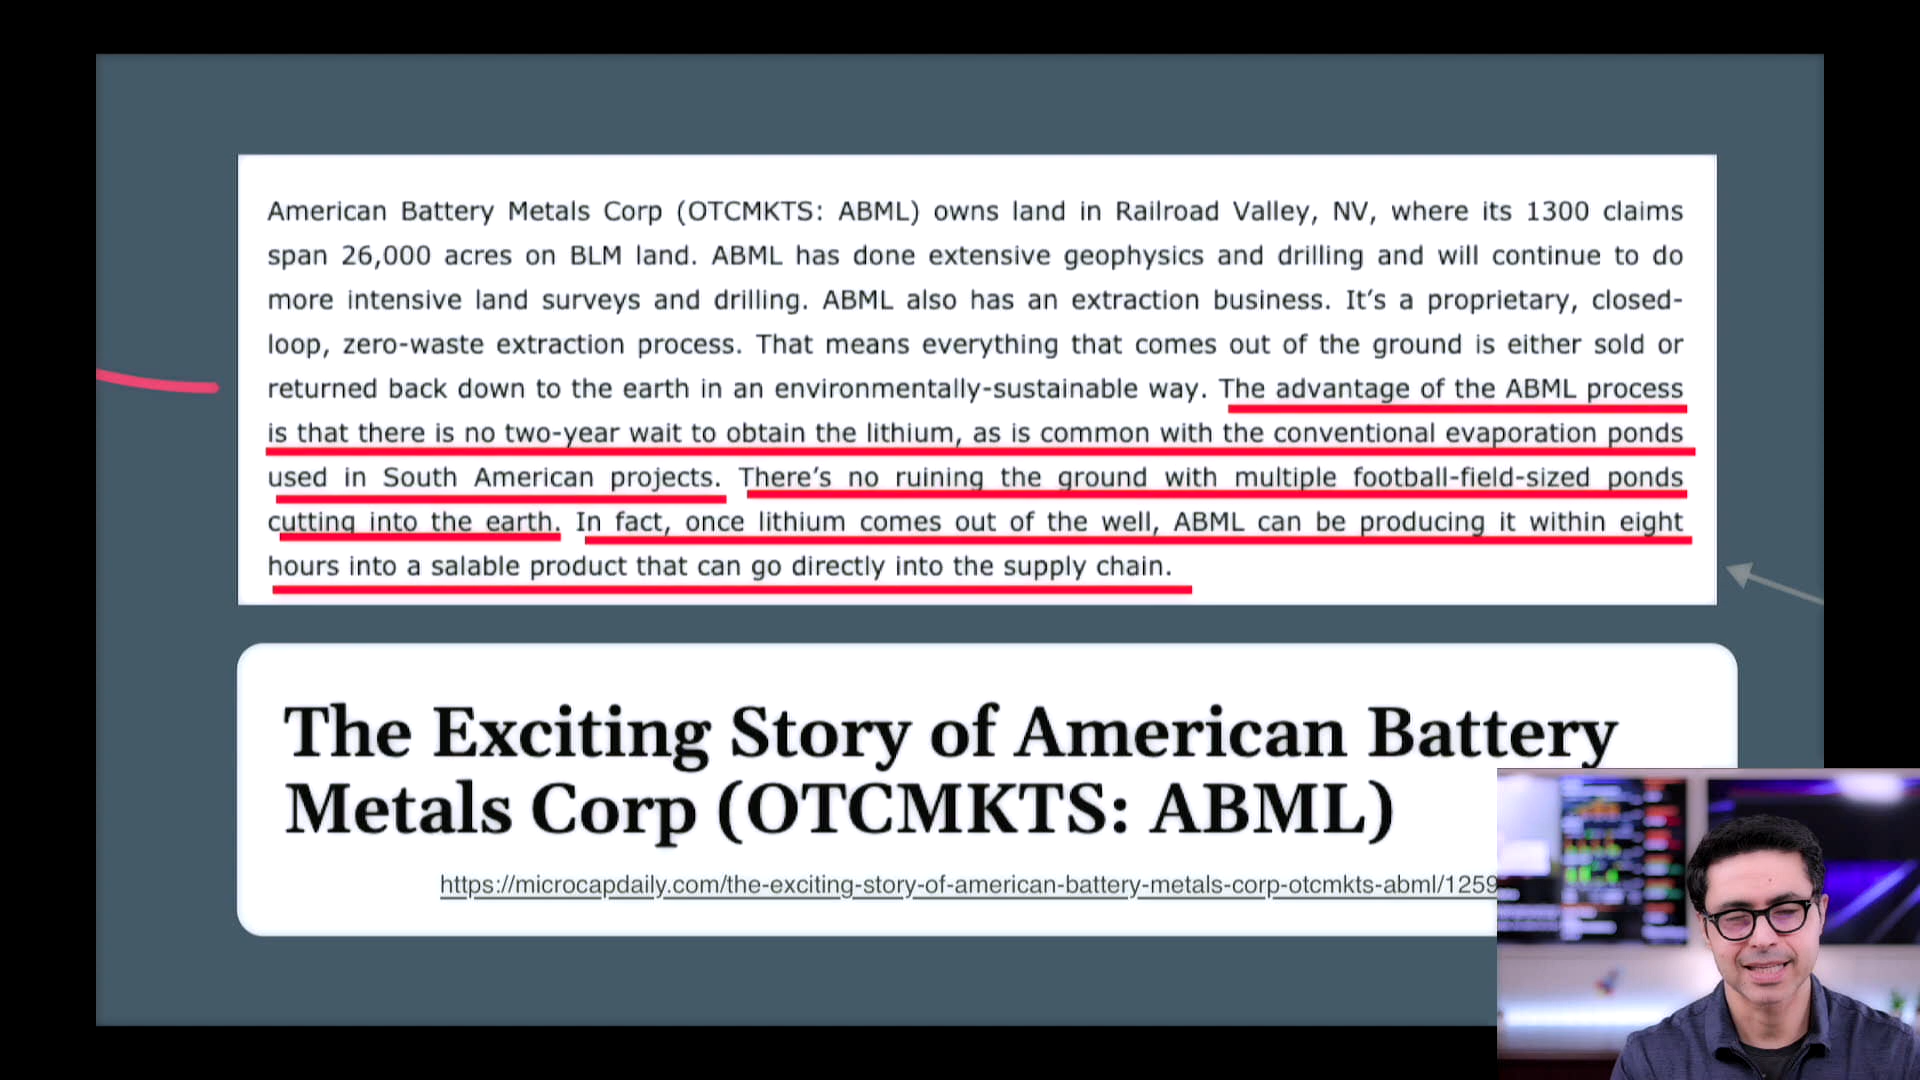 American Battery Metals Corp (OTCMKTS: ABML) owns land in Railroad Valley, NV, where its 1300 claims
span 26,000 acres on BLM land. ABML has done extensive geophysics and drilling and will continue to do
more intensive land surveys and drilling. ABML also has an extraction business. It's a proprietary, closed-
loop, zero-waste extraction process. That means everything that comes out of the ground is either sold or
returned back down to the earth in an environmentally-sustainable way. The advantage of the ABML process
is that there is no two-year wait to obtain the lithium, as is common with the conventional evaporation ponds
used in South American projects. There's no ruining the ground with multiple football-field-sized ponds
cutting into the earth. In fact, once lithium comes out of the well, ABML can be producing it within eight
hours into a salable product that can go directly into the supply chain.
The Exciting Story of American Battery
Metals Corp (OTCMKTS: ABML)
https://microcapdaily.com/the-exciting-story-of-american-battery-metals-corp-otcmkts-abml/1259